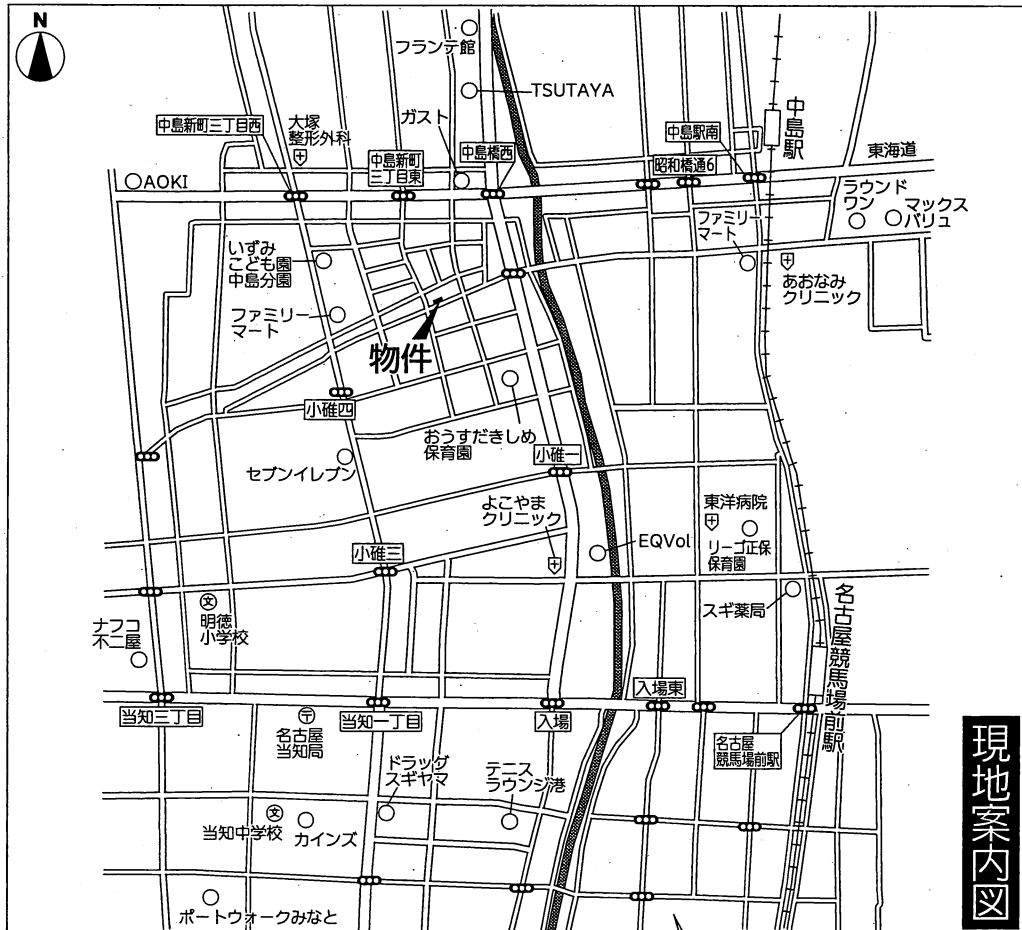 N
フランテ館
TSUTAYA
ガスト
中島新町三丁目西
大塚
整形外科
中島新町
三丁目東
中島橋西
中島駅南
昭和橋通6
中島駅
東海道
AOKI
ラウンド
ワン
マックス
バリュ
ファミリー
マート
あおなみ
クリニック
いずみ
こども園
中島分園
ファミリー
マート
物件
小碓四
おうすだきしめ
保育園
小碓一
セブンイレブン
よこやま
クリニック
東洋病院
リーゴ正保
保育園
EQVol
小碓三
スギ薬局
明徳
小学校
文
ナフコ
不二屋
名古屋競馬場前駅
当知三丁目
名古屋
当知局
当知一丁目
入場
入場東
名古屋
競馬場前駅
ドラッグ
スギヤマ
テニス
ラウンジ港
文
当知中学校
カインズ
ポートウォークみなと
現地案内図